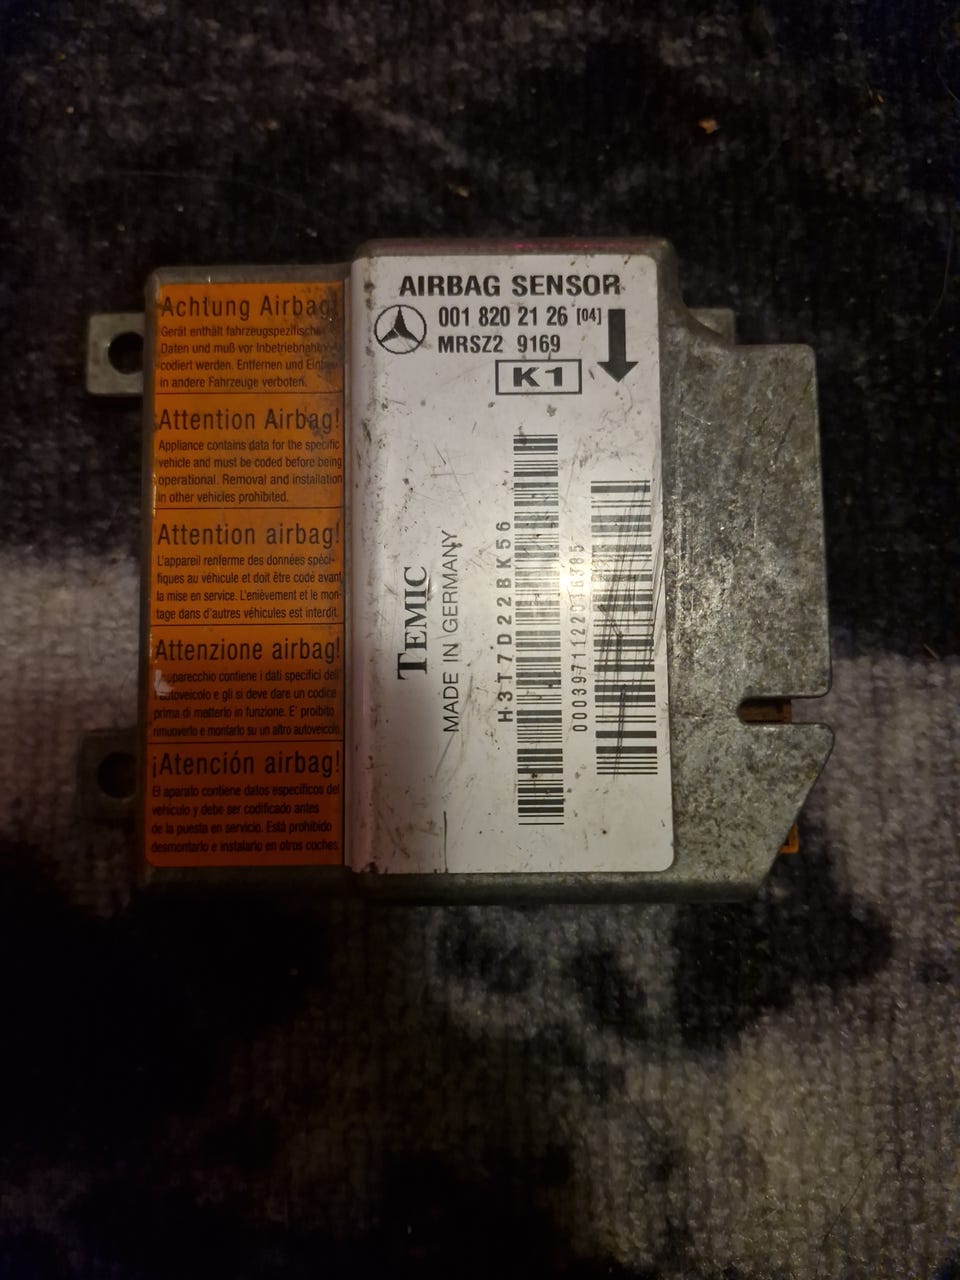 Achtung Airbag!
Gerät enthält fahrzeugspezifische
Daten und muß vor Inbetriebnahme
codiert werden. Entfernen und Einbau
in andere Fahrzeuge verboten.
Attention Airbag!
Appliance contains data for the specific
vehicle and must be coded before being
operational. Removal and installation
in other vehicles prohibited.
Attention airbag!
L'appareil renferme des données spéci-
fiques au véhicule et doit être codé avant
la mise en service. L'enièvement et le mon-
tage dans d'autres véhicules est interdit.
Attenzione airbag!
contiene i dati specifici dell'
autoveicolo e gli si deve dare un codice
prima di matterlo in funzione. E' proibito
rimuoverlo e montarlo su un altro autoveicolo.
¡Atención airbag!
El aparato contiene datos específicos del
vehículo y debe ser codificado antes
de la puesta en servicio. Está prohibido
desmontarlo e instalarlo en otros coches.
AIRBAG SENSOR
001 820 21 26 [04]
MRSZ2 9169
K1
TEMIC
MADE IN GERMANY
H3T7D22BK56